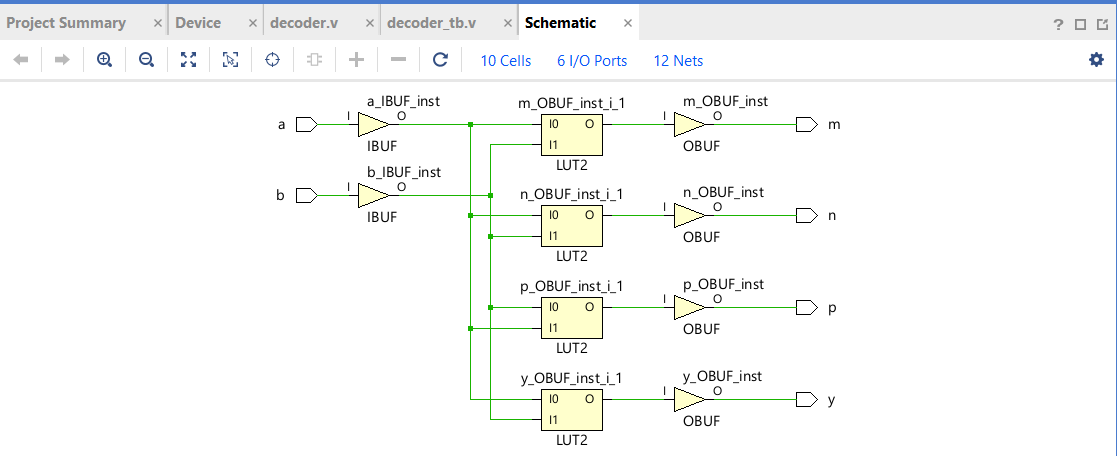 Project Summary × Device × decoder.v × decoder_tb.v × Schematic × ?
10 Cells 6 I/O Ports 12 Nets
a_IBUF_inst m_OBUF_inst_i_1 m_OBUF_inst
a I O I0 O I O m
IBUF I1 OBUF
LUT2
b_IBUF_inst n_OBUF_inst_i_1 n_OBUF_inst
b I O I0 O I O n
IBUF I1 OBUF
LUT2
p_OBUF_inst_i_1 p_OBUF_inst
I0 O I O p
I1 OBUF
LUT2
y_OBUF_inst_i_1 y_OBUF_inst
I0 O I O y
I1 OBUF
LUT2